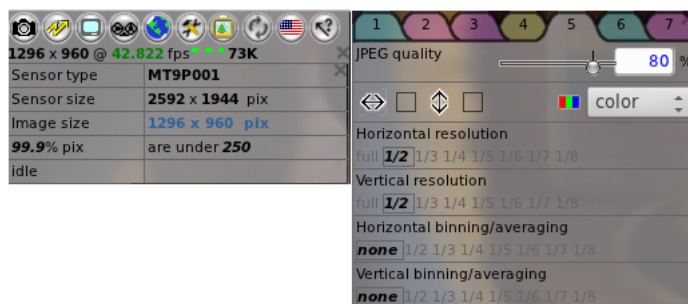 1296 x 960 @ 42.822 fps 73K
Sensor type MT9P001
Sensor size 2592 x 1944 pix
Image size 1296 x 960 pix
99.9% pix are under 250
idle
1 2 3 4 5 6 7
JPEG quality 80 %
color
Horizontal resolution
full 1/2 1/3 1/4 1/5 1/6 1/7 1/8
Vertical resolution
full 1/2 1/3 1/4 1/5 1/6 1/7 1/8
Horizontal binning/averaging
none 1/2 1/3 1/4 1/5 1/6 1/7 1/8
Vertical binning/averaging
none 1/2 1/3 1/4 1/5 1/6 1/7 1/8